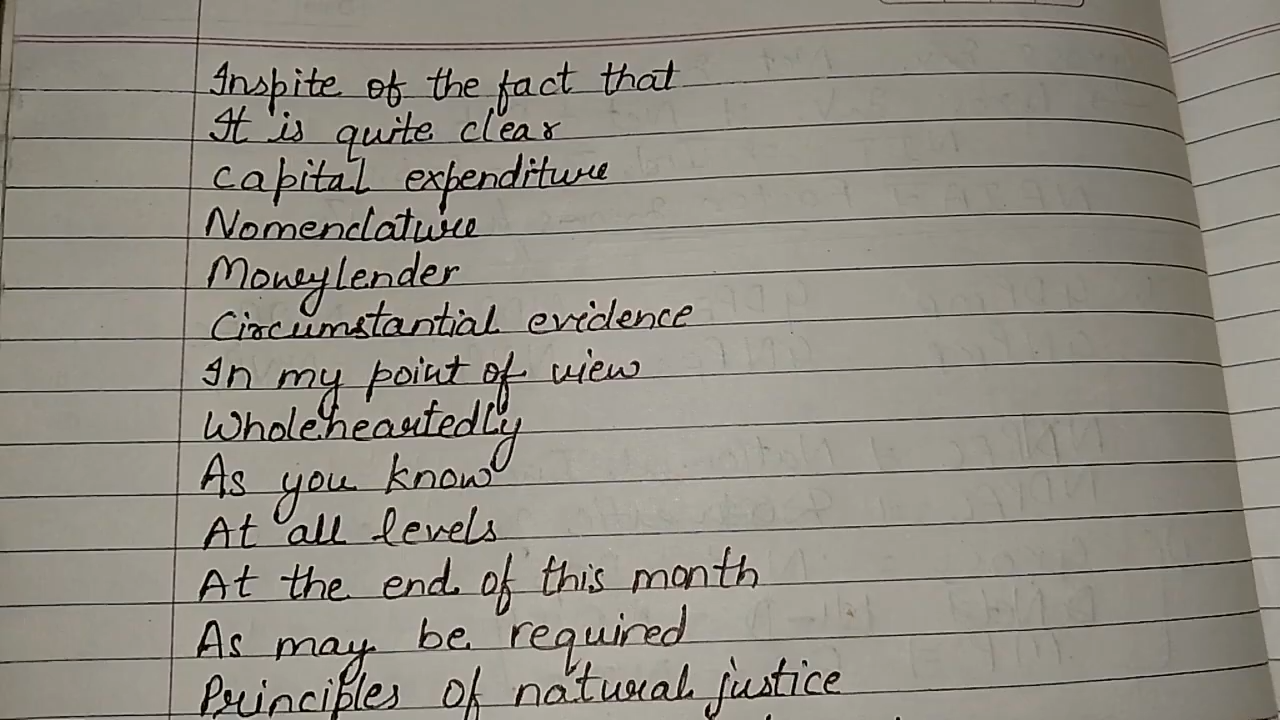 Inspite of the fact that
It is quite clear
Capital expenditure
Nomenclature
Moneylender
Circumstantial evidence
In my point of view
Wholeheartedly
As you know
At all levels
At the end of this month
As may be required
Principles of natural justice